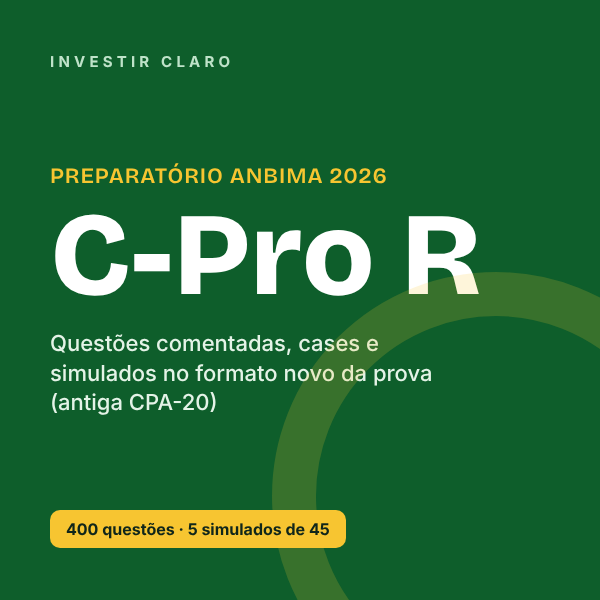 INVESTIR CLARO
PREPARATÓRIO ANBIMA 2026
C-Pro R
Questões comentadas, cases e
simulados no formato novo da prova
(antiga CPA-20)
400 questões · 5 simulados de 45